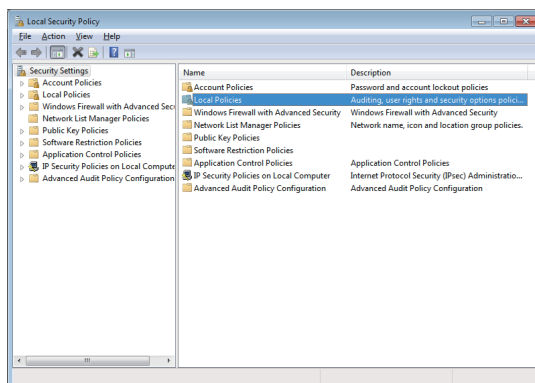 Local Security Policy
File Action View Help
Security Settings
Account Policies
Local Policies
Windows Firewall with Advanced Sec
Network List Manager Policies
Public Key Policies
Software Restriction Policies
Application Control Policies
IP Security Policies on Local Compute
Advanced Audit Policy Configuration
Name Description
Account Policies Password and account lockout policies
Local Policies Auditing, user rights and security options polici...
Windows Firewall with Advanced Security Windows Firewall with Advanced Security
Network List Manager Policies Network name, icon and location group policies.
Public Key Policies
Software Restriction Policies
Application Control Policies Application Control Policies
IP Security Policies on Local Computer Internet Protocol Security (IPsec) Administratio...
Advanced Audit Policy Configuration Advanced Audit Policy Configuration